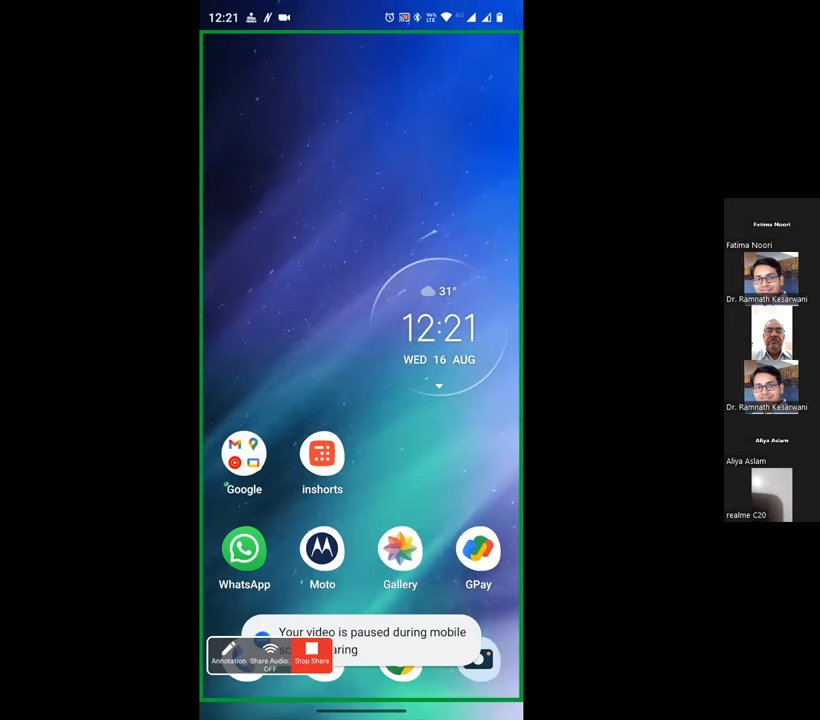 12:21
VoLTE
4G
31°
12:21
WED 16 AUG
Google
inshorts
WhatsApp
Moto
Gallery
GPay
Your video is paused during mobile
aring
Annotation
Share Audio:
OFF
Stop Share
Fatima Noori
Fatima Noori
Dr. Ramnath Kesarwani
Dr. Ramnath Kesarwani
Aliya Aslam
Aliya Aslam
realme C20